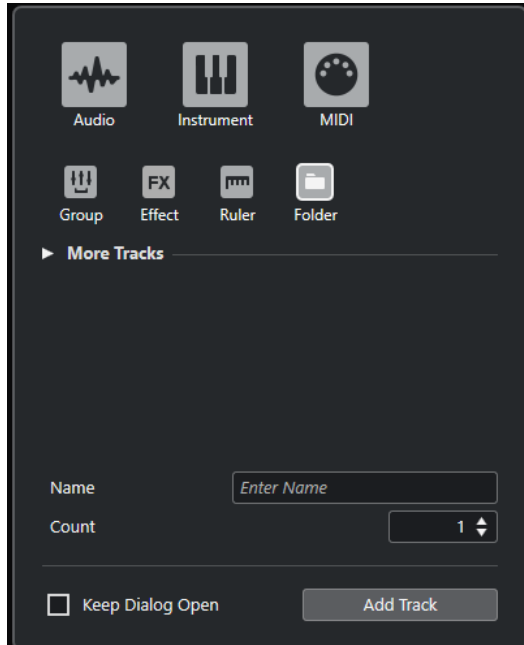 Audio Instrument MIDI
FX
Group Effect Ruler Folder
More Tracks
Name Enter Name
Count 1
Keep Dialog Open Add Track